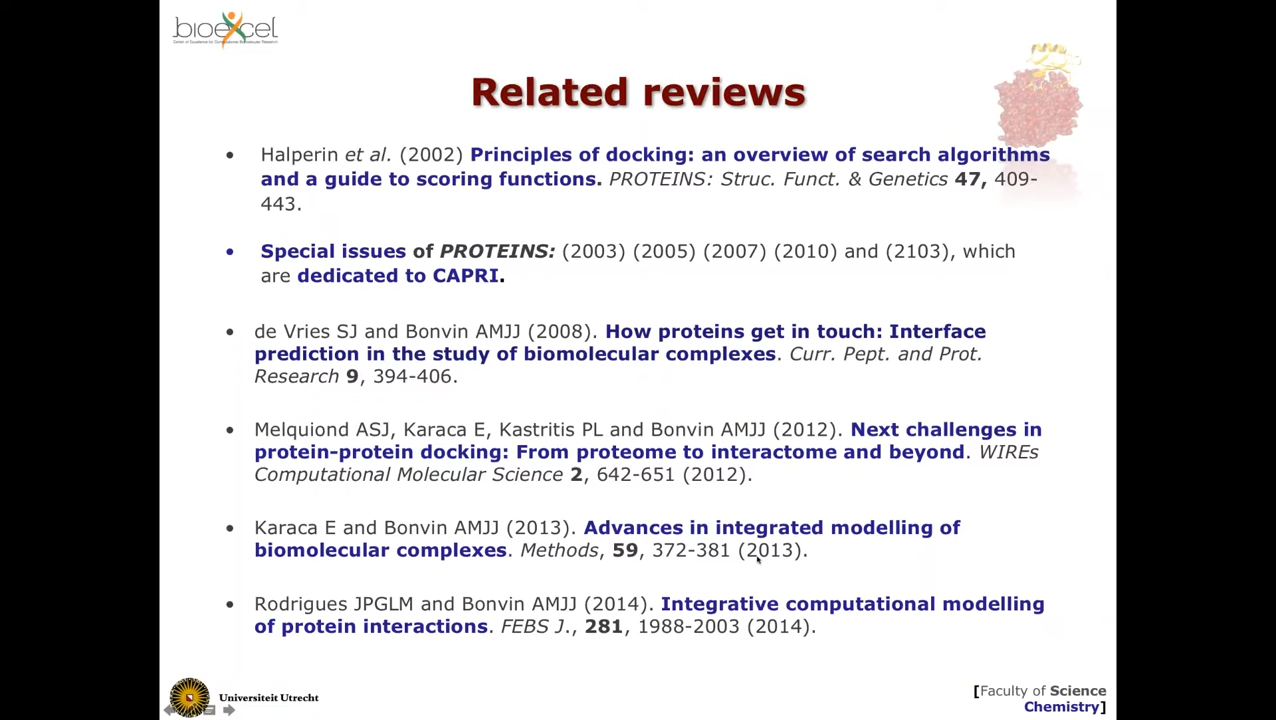 bioexcel
Center of Excellence for Computational Biomolecular Research
Related reviews
• Halperin et al. (2002) Principles of docking: an overview of search algorithms
and a guide to scoring functions. PROTEINS: Struc. Funct. & Genetics 47, 409-
443.
• Special issues of PROTEINS: (2003) (2005) (2007) (2010) and (2103), which
are dedicated to CAPRI.
• de Vries SJ and Bonvin AMJJ (2008). How proteins get in touch: Interface
prediction in the study of biomolecular complexes. Curr. Pept. and Prot.
Research 9, 394-406.
• Melquiond ASJ, Karaca E, Kastritis PL and Bonvin AMJJ (2012). Next challenges in
protein-protein docking: From proteome to interactome and beyond. WIREs
Computational Molecular Science 2, 642-651 (2012).
• Karaca E and Bonvin AMJJ (2013). Advances in integrated modelling of
biomolecular complexes. Methods, 59, 372-381 (2013).
• Rodrigues JPGLM and Bonvin AMJJ (2014). Integrative computational modelling
of protein interactions. FEBS J., 281, 1988-2003 (2014).
Universiteit Utrecht
[Faculty of Science
Chemistry]